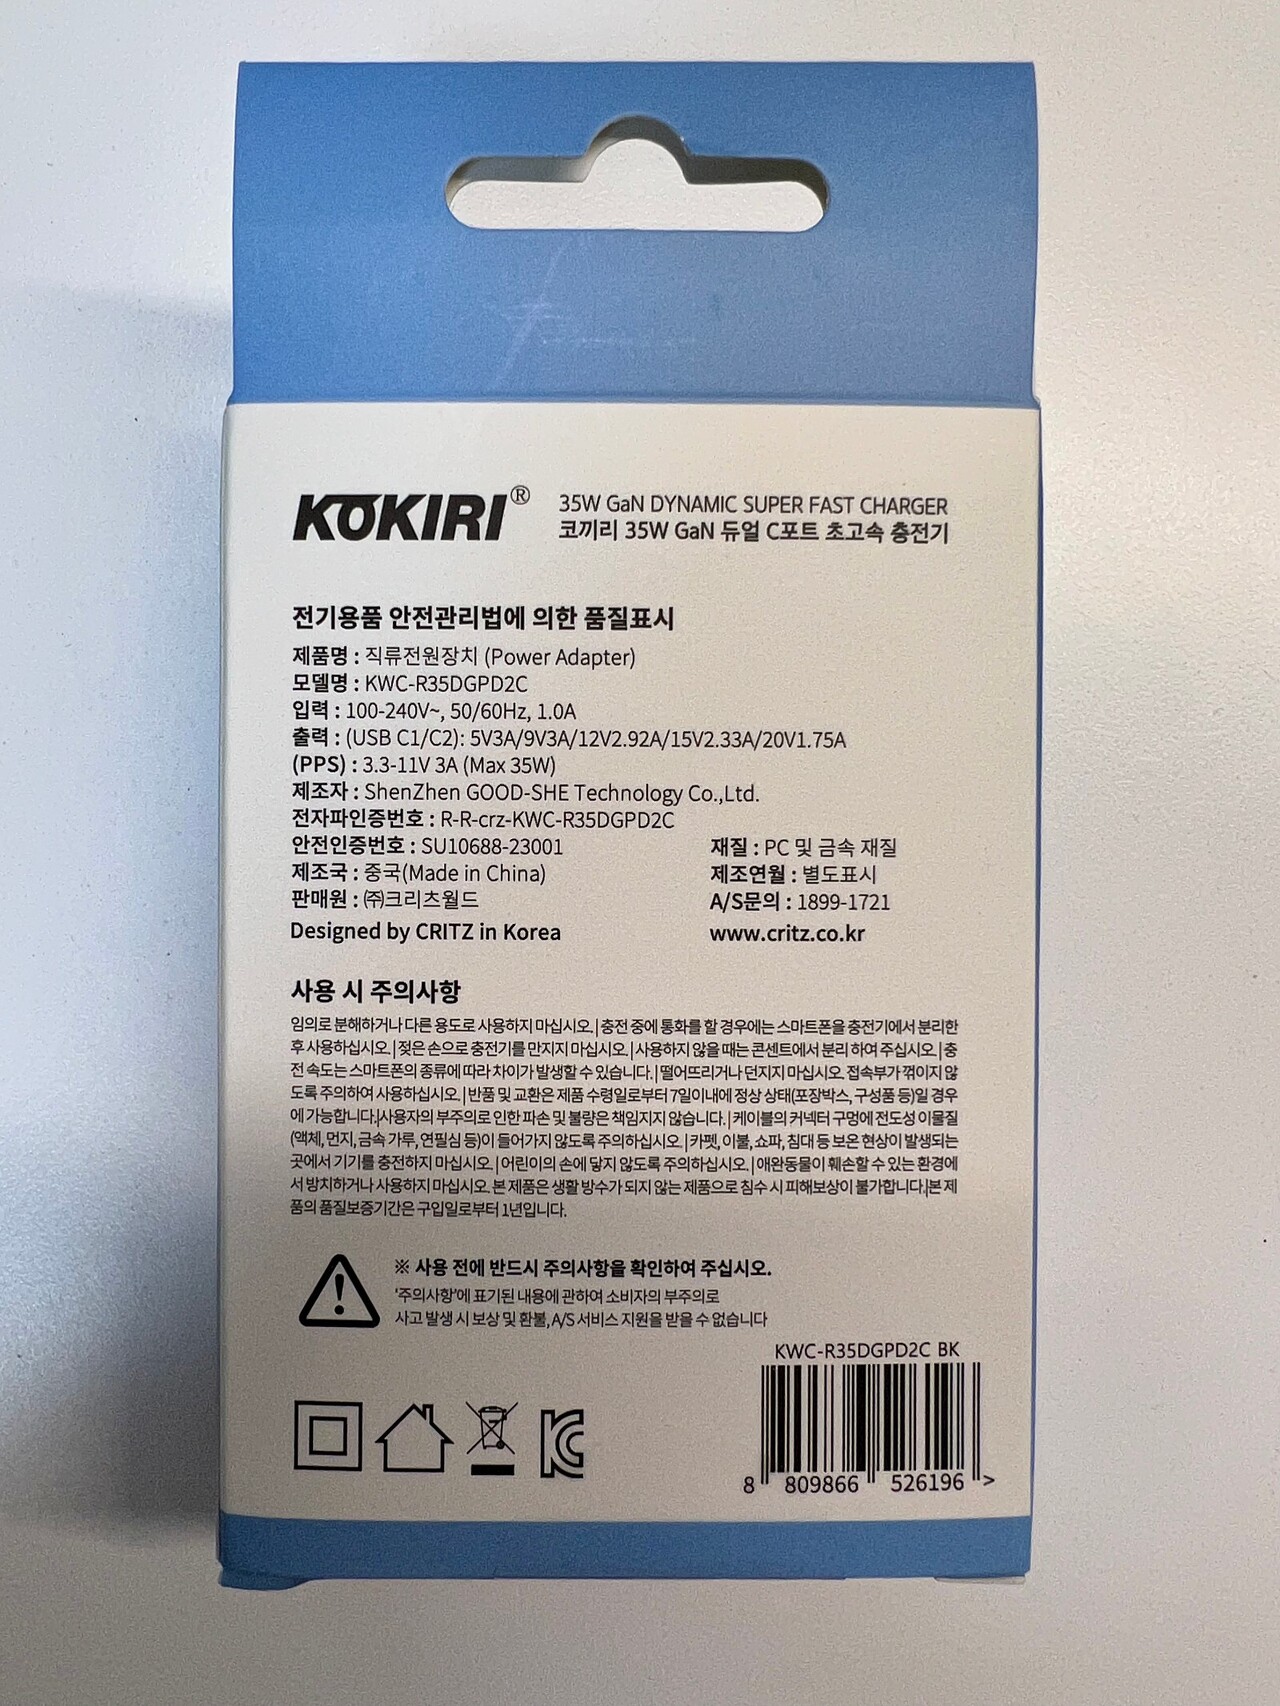 KOKIRI®
35W GaN DYNAMIC SUPER FAST CHARGER
코끼리 35W GaN 듀얼 C포트 초고속 충전기
전기용품 안전관리법에 의한 품질표시
제품명 : 직류전원장치 (Power Adapter)
모델명 : KWC-R35DGPD2C
입력 : 100-240V~, 50/60Hz, 1.0A
출력 : (USB C1/C2): 5V3A/9V3A/12V2.92A/15V2.33A/20V1.75A
(PPS) : 3.3-11V 3A (Max 35W)
제조자 : ShenZhen GOOD-SHE Technology Co.,Ltd.
전자파인증번호 : R-R-crz-KWC-R35DGPD2C
안전인증번호 : SU10688-23001
제조국 : 중국(Made in China)
판매원 : ㈜크리츠월드
Designed by CRITZ in Korea
재질 : PC 및 금속 재질
제조연월 : 별도표시
A/S문의 : 1899-1721
www.critz.co.kr
사용 시 주의사항
임의로 분해하거나 다른 용도로 사용하지 마십시오. | 충전 중에 통화를 할 경우에는 스마트폰을 충전기에서 분리한
후 사용하십시오. | 젖은 손으로 충전기를 만지지 마십시오. | 사용하지 않을 때는 콘센트에서 분리 하여 주십시오. | 충
전 속도는 스마트폰의 종류에 따라 차이가 발생할 수 있습니다. | 떨어뜨리거나 던지지 마십시오. 접속부가 꺾이지 않
도록 주의하여 사용하십시오. | 반품 및 교환은 제품 수령일로부터 7일이내에 정상 상태(포장박스, 구성품 등)일 경우
에 가능합니다.|사용자의 부주의로 인한 파손 및 불량은 책임지지 않습니다. | 케이블의 커넥터 구멍에 전도성 이물질
(액체, 먼지, 금속 가루, 연필심 등)이 들어가지 않도록 주의하십시오. | 카펫, 이불, 쇼파, 침대 등 보온 현상이 발생되는
곳에서 기기를 충전하지 마십시오. | 어린이의 손에 닿지 않도록 주의하십시오. | 애완동물이 훼손할 수 있는 환경에
서 방치하거나 사용하지 마십시오. 본 제품은 생활 방수가 되지 않는 제품으로 침수 시 피해보상이 불가합니다.|본 제
품의 품질보증기간은 구입일로부터 1년입니다.
※ 사용 전에 반드시 주의사항을 확인하여 주십시오.
'주의사항'에 표기된 내용에 관하여 소비자의 부주의로
사고 발생 시 보상 및 환불, A/S 서비스 지원을 받을 수 없습니다
KWC-R35DGPD2C BK
8 809866 526196 >